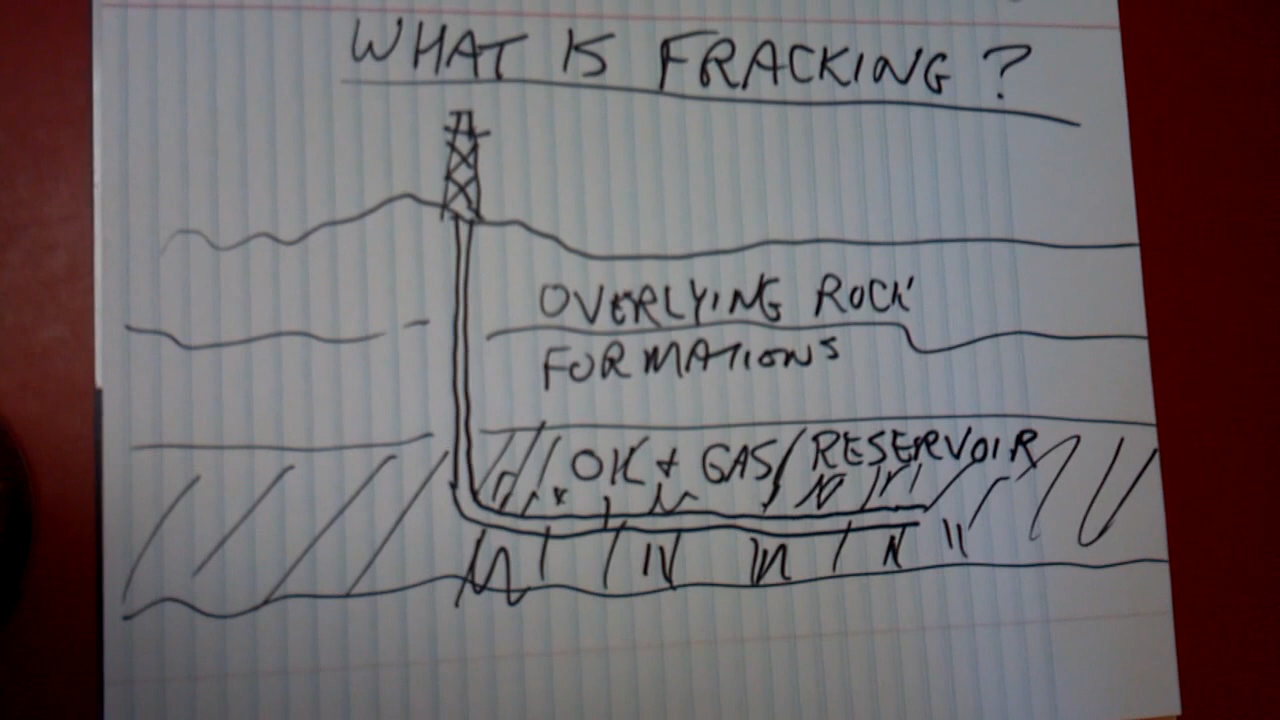 WHAT IS FRACKING ?
OVERLYING ROCK
FORMATIONS
OIL + GAS RESERVOIR